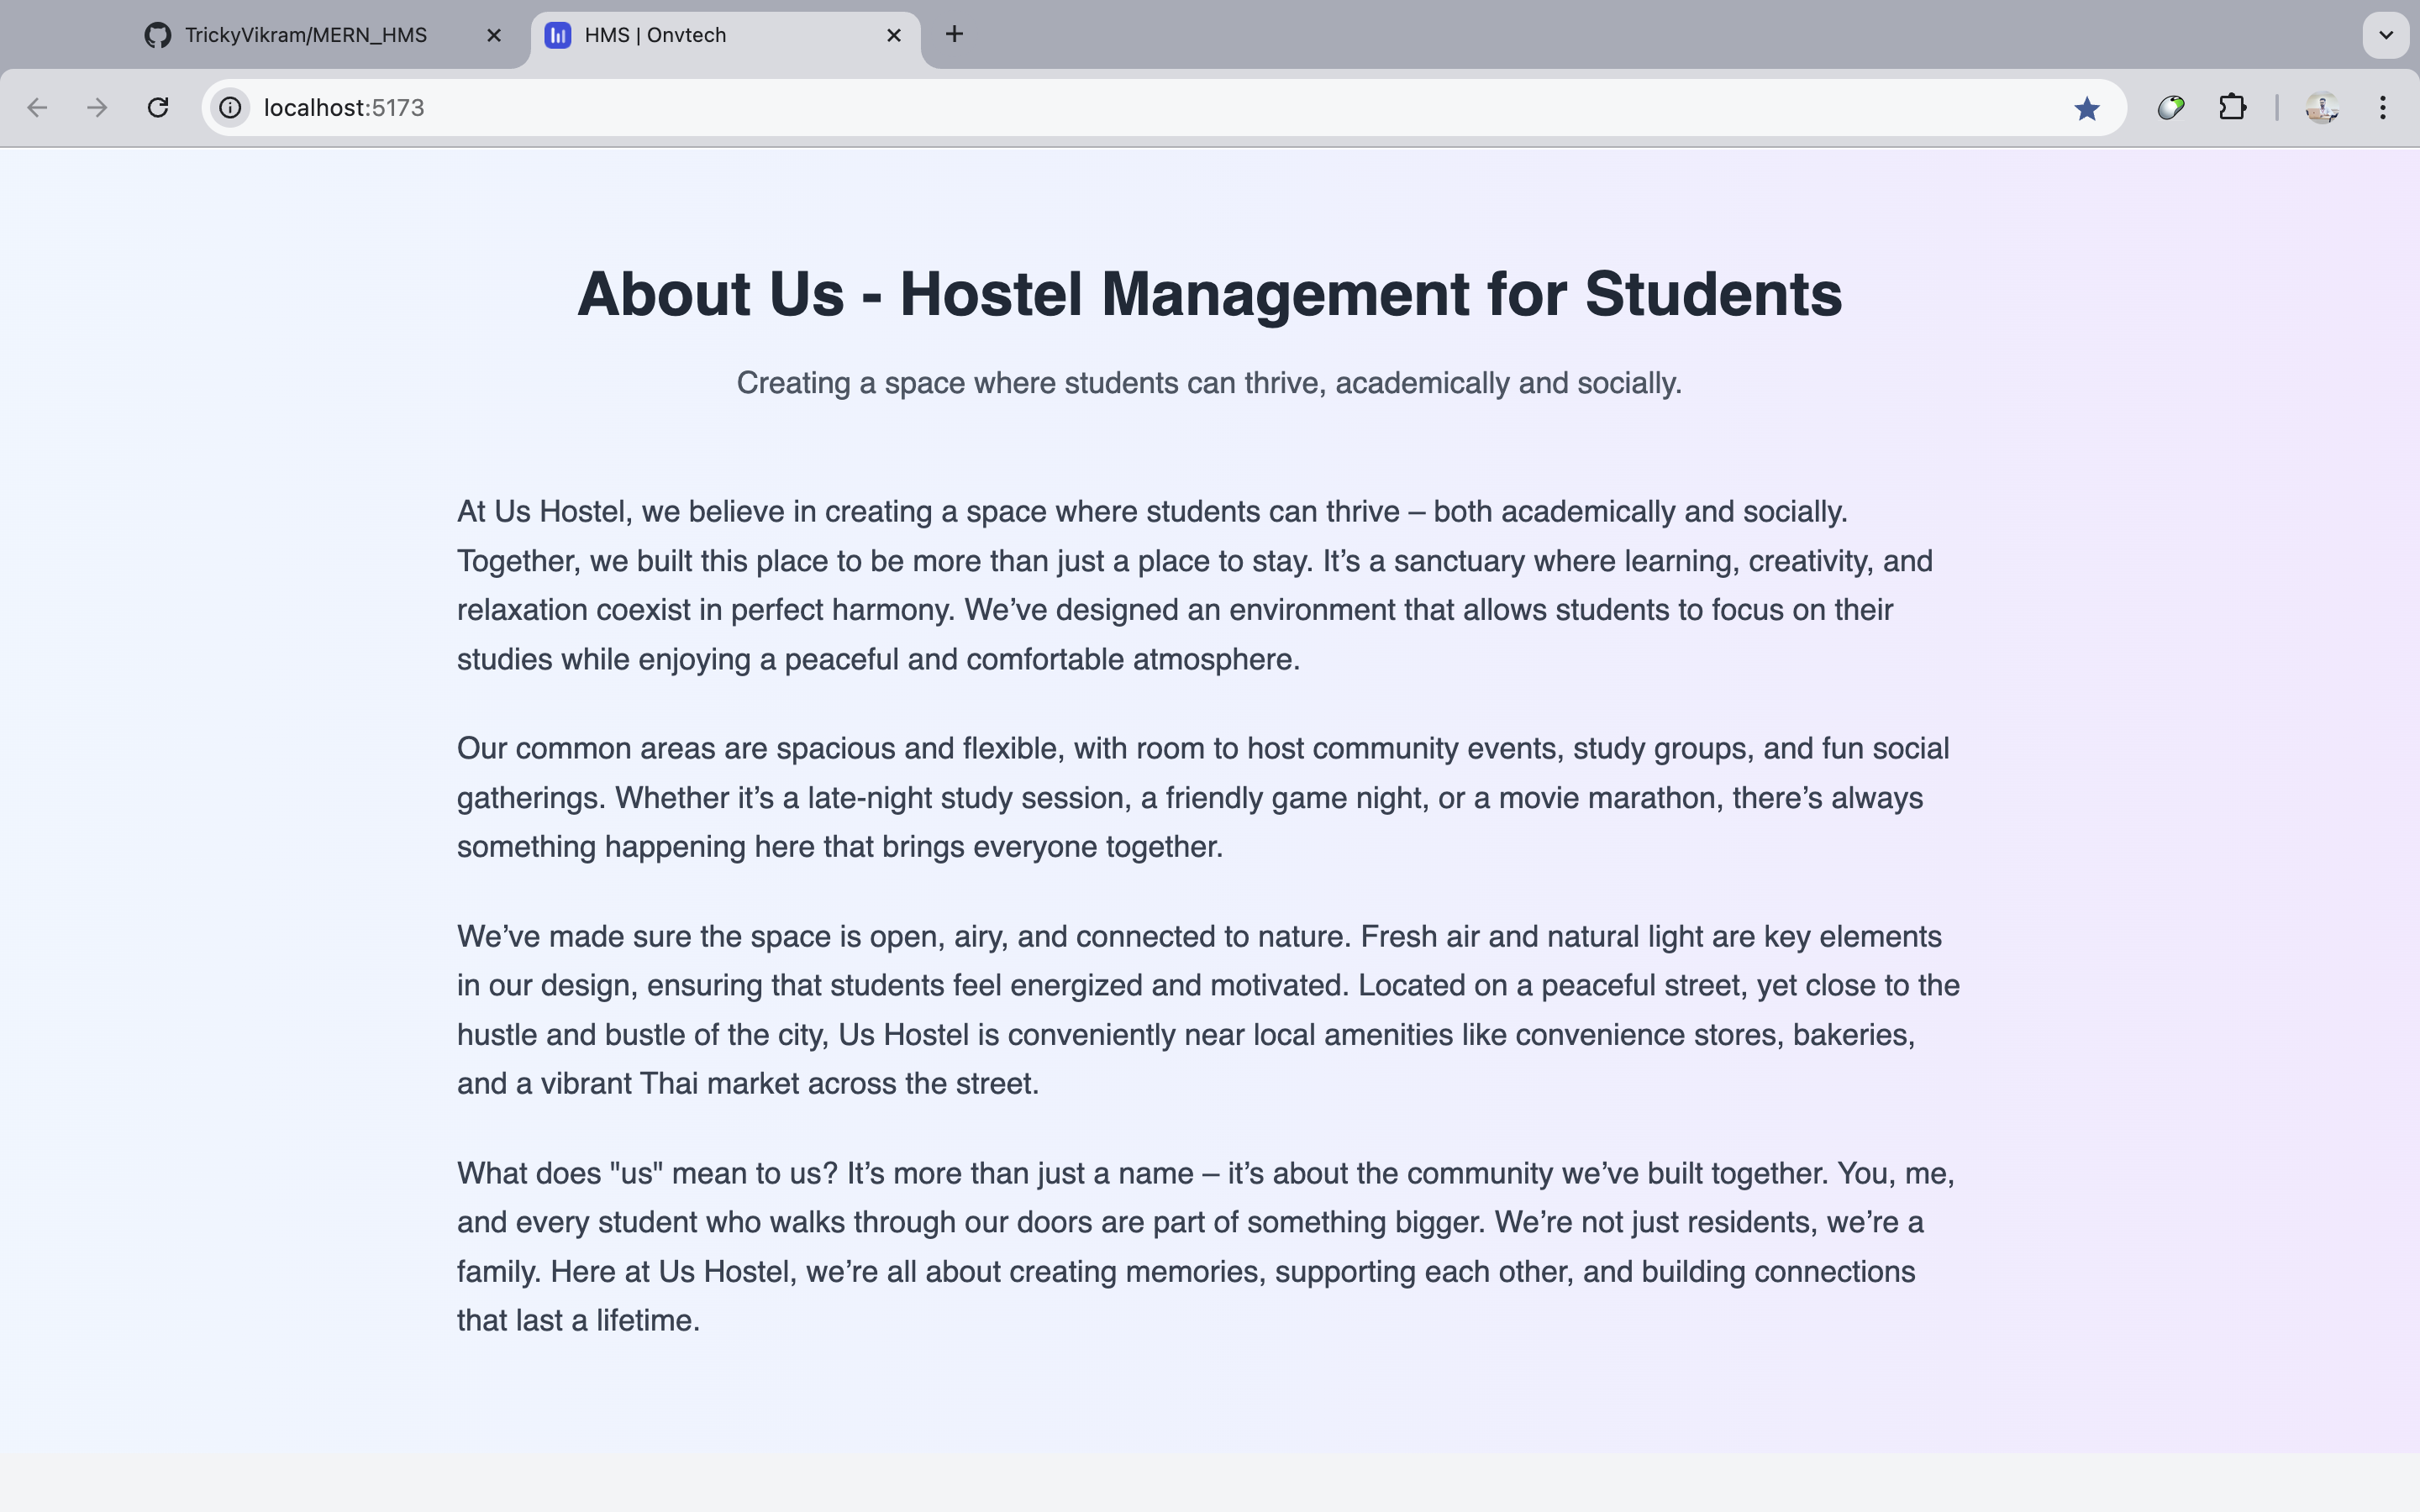 TrickyVikram/MERN_HMS
HMS | Onvtech
localhost:5173
About Us - Hostel Management for Students
Creating a space where students can thrive, academically and socially.
At Us Hostel, we believe in creating a space where students can thrive – both academically and socially.
Together, we built this place to be more than just a place to stay. It’s a sanctuary where learning, creativity, and
relaxation coexist in perfect harmony. We’ve designed an environment that allows students to focus on their
studies while enjoying a peaceful and comfortable atmosphere.
Our common areas are spacious and flexible, with room to host community events, study groups, and fun social
gatherings. Whether it’s a late-night study session, a friendly game night, or a movie marathon, there’s always
something happening here that brings everyone together.
We’ve made sure the space is open, airy, and connected to nature. Fresh air and natural light are key elements
in our design, ensuring that students feel energized and motivated. Located on a peaceful street, yet close to the
hustle and bustle of the city, Us Hostel is conveniently near local amenities like convenience stores, bakeries,
and a vibrant Thai market across the street.
What does "us" mean to us? It’s more than just a name – it’s about the community we’ve built together. You, me,
and every student who walks through our doors are part of something bigger. We’re not just residents, we’re a
family. Here at Us Hostel, we’re all about creating memories, supporting each other, and building connections
that last a lifetime.